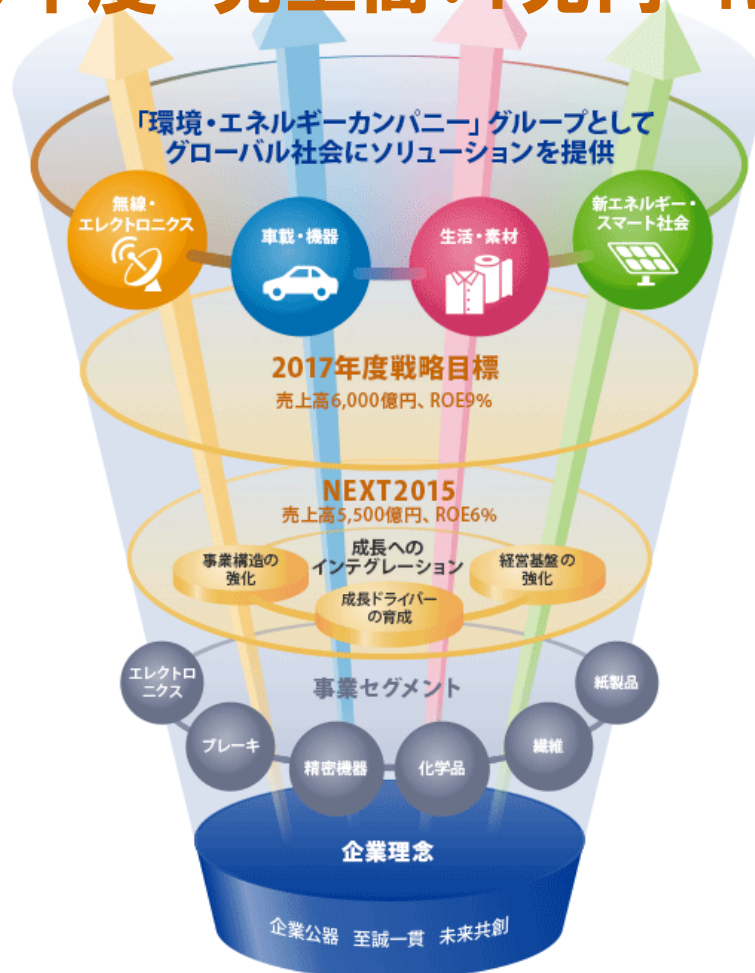 「環境・エネルギーカンパニー」グループとして
グローバル社会にソリューションを提供
無線・
エレクトロニクス
車載・機器
生活・素材
新エネルギー・
スマート社会
2017年度戦略目標
売上高6,000億円、ROE9%
NEXT2015
売上高5,500億円、ROE6%
成長への
インテグレーション
事業構造の
強化
成長ドライバー
の育成
経営基盤の
強化
事業セグメント
エレクトロ
ニクス
ブレーキ
精密機器
化学品
繊維
紙製品
企業理念
企業公器 至誠一貫 未来共創